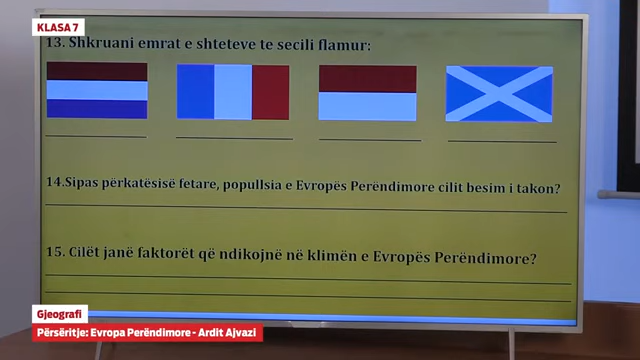 KLASA 7
13. Shkruani emrat e shteteve te secili flamur:
14.Sipas përkatësisë fetare, popullsia e Evropës Perëndimore cilit besim i takon?
15. Cilët janë faktorët që ndikojnë në klimën e Evropës Perëndimore?
Gjeografi
Përsëritje: Evropa Perëndimore - Ardit Ajvazi